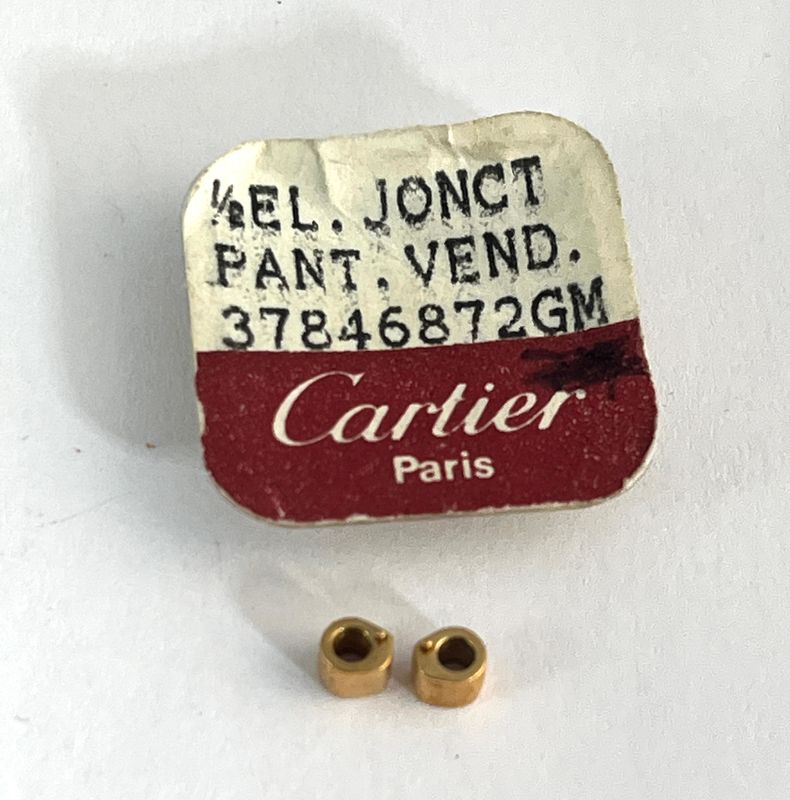 ½EL. JONCT
PANT. VEND.
37846872GM
Cartier
Paris